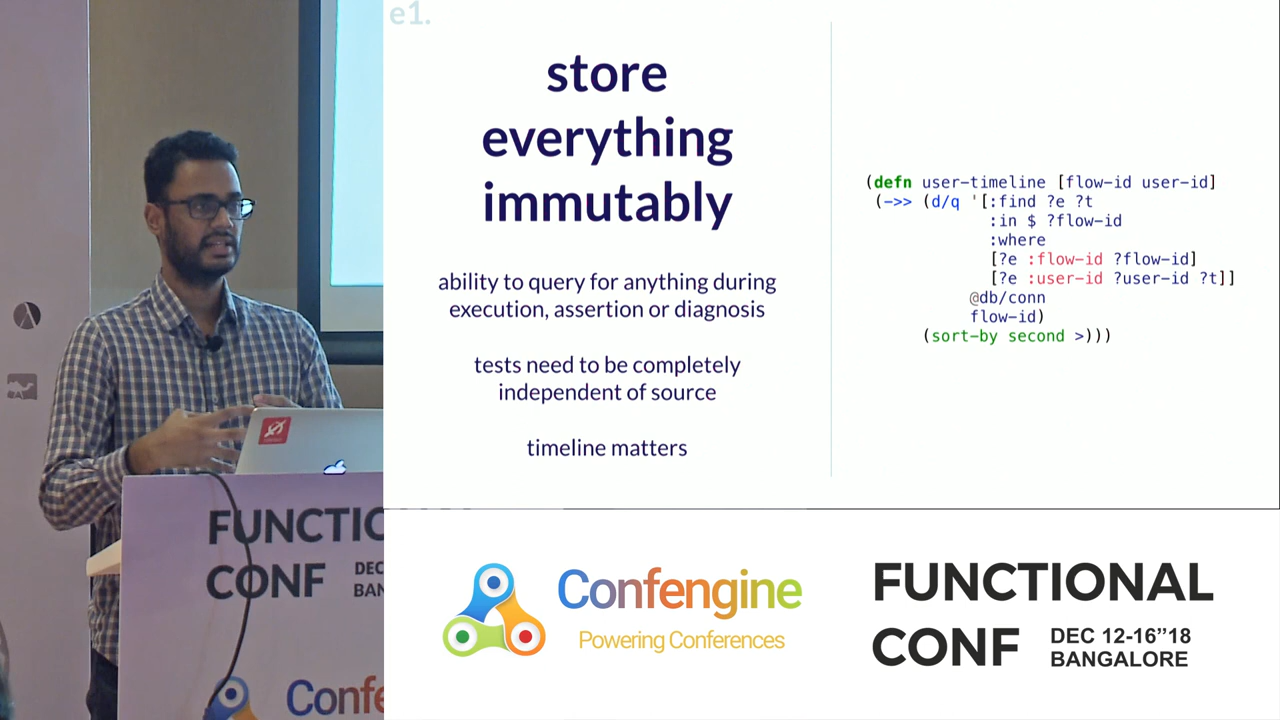 e1.
store
everything
immutably
ability to query for anything during
execution, assertion or diagnosis
tests need to be completely
independent of source
timeline matters
(defn user-timeline [flow-id user-id]
(->> (d/q '[:find ?e ?t
:in $ ?flow-id
:where
[?e :flow-id ?flow-id]
[?e :user-id ?user-id ?t]]
@db/conn
flow-id)
(sort-by second >)))
FUNCTIO
CONF DEC
BAN
Confe
Confengine
Powering Conferences
FUNCTIONAL
CONF DEC 12-16"18
BANGALORE